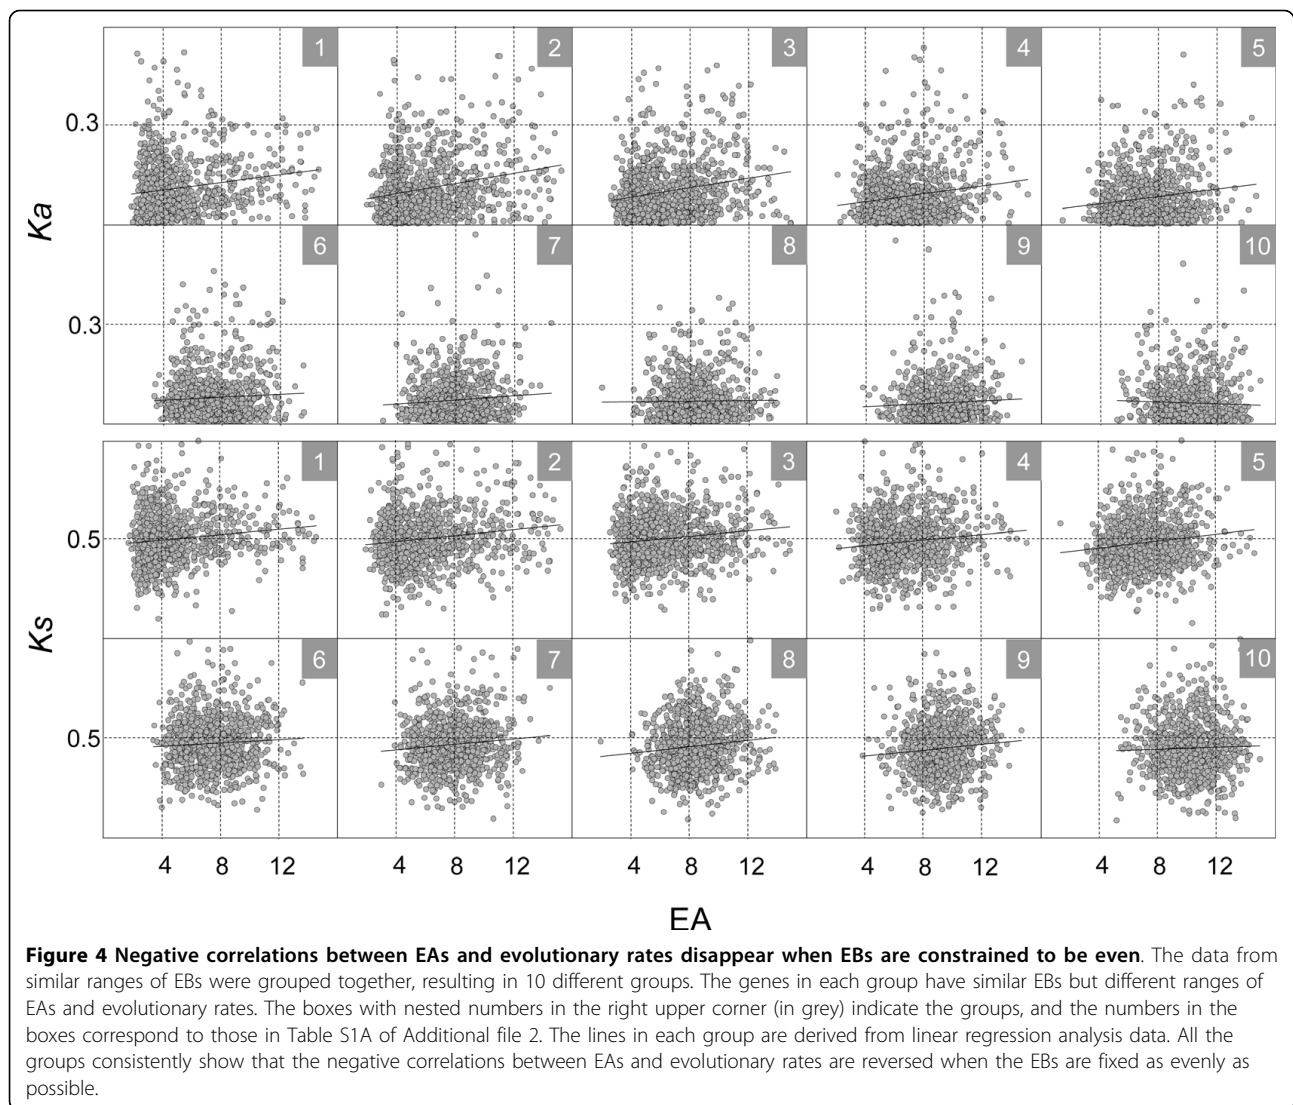 1 2 3 4 5
0.3
Ka
6 7 8 9 10
0.3
1 2 3 4 5
0.5
Ks
6 7 8 9 10
0.5
4 8 12 4 8 12 4 8 12 4 8 12 4 8 12
EA
Figure 4 Negative correlations between EAs and evolutionary rates disappear when EBs are constrained to be even. The data from
similar ranges of EBs were grouped together, resulting in 10 different groups. The genes in each group have similar EBs but different ranges of
EAs and evolutionary rates. The boxes with nested numbers in the right upper corner (in grey) indicate the groups, and the numbers in the
boxes correspond to those in Table S1A of Additional file 2. The lines in each group are derived from linear regression analysis data. All the
groups consistently show that the negative correlations between EAs and evolutionary rates are reversed when the EBs are fixed as evenly as
possible.